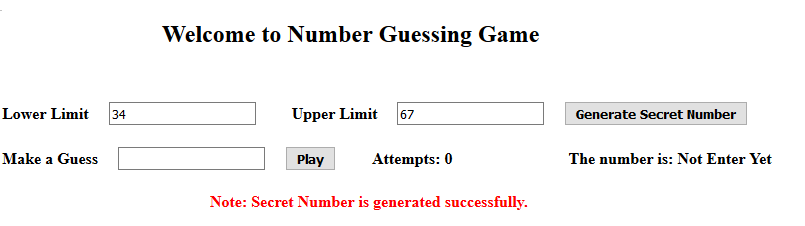 Welcome to Number Guessing Game
Lower Limit 34 Upper Limit 67 Generate Secret Number
Make a Guess Play Attempts: 0 The number is: Not Enter Yet
Note: Secret Number is generated successfully.